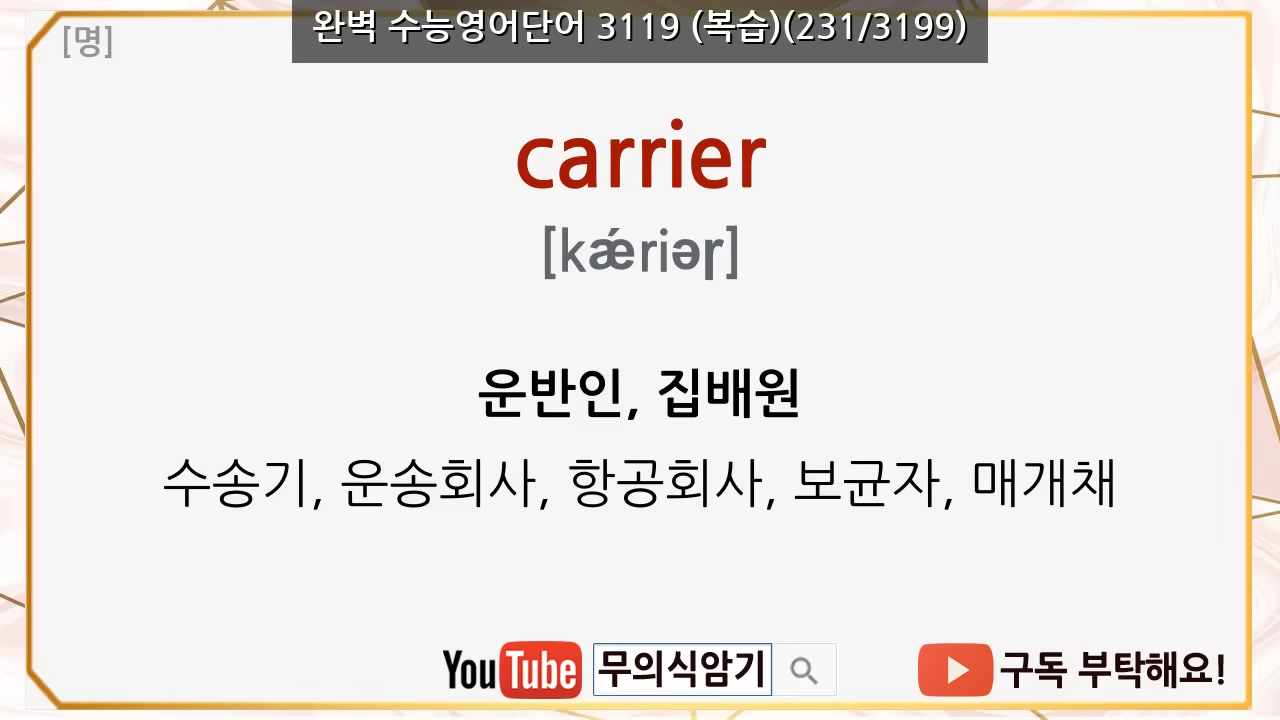 완벽 수능영어단어 3119 (복습)(231/3199)
[명]
carrier
[kǽriəɼ]
운반인, 집배원
수송기, 운송회사, 항공회사, 보균자, 매개채
YouTube 무의식암기 구독 부탁해요!